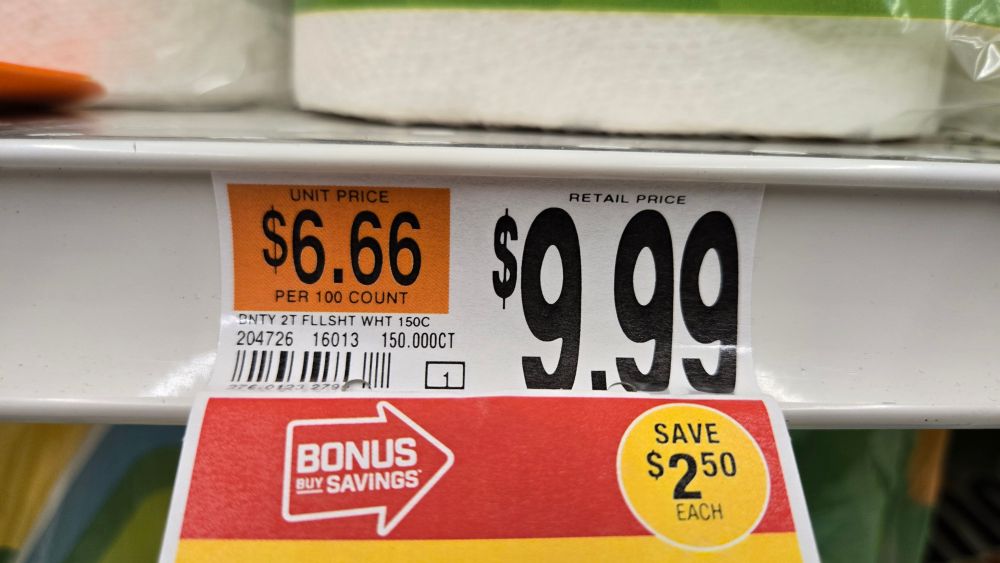 UNIT PRICE
$6.66
PER 100 COUNT
RETAIL PRICE
$9.99
BNTY 2T FLLSHT WHT 150C
204726 16013 150.000CT
1
BONUS
BUY SAVINGS
SAVE
$2.50
EACH